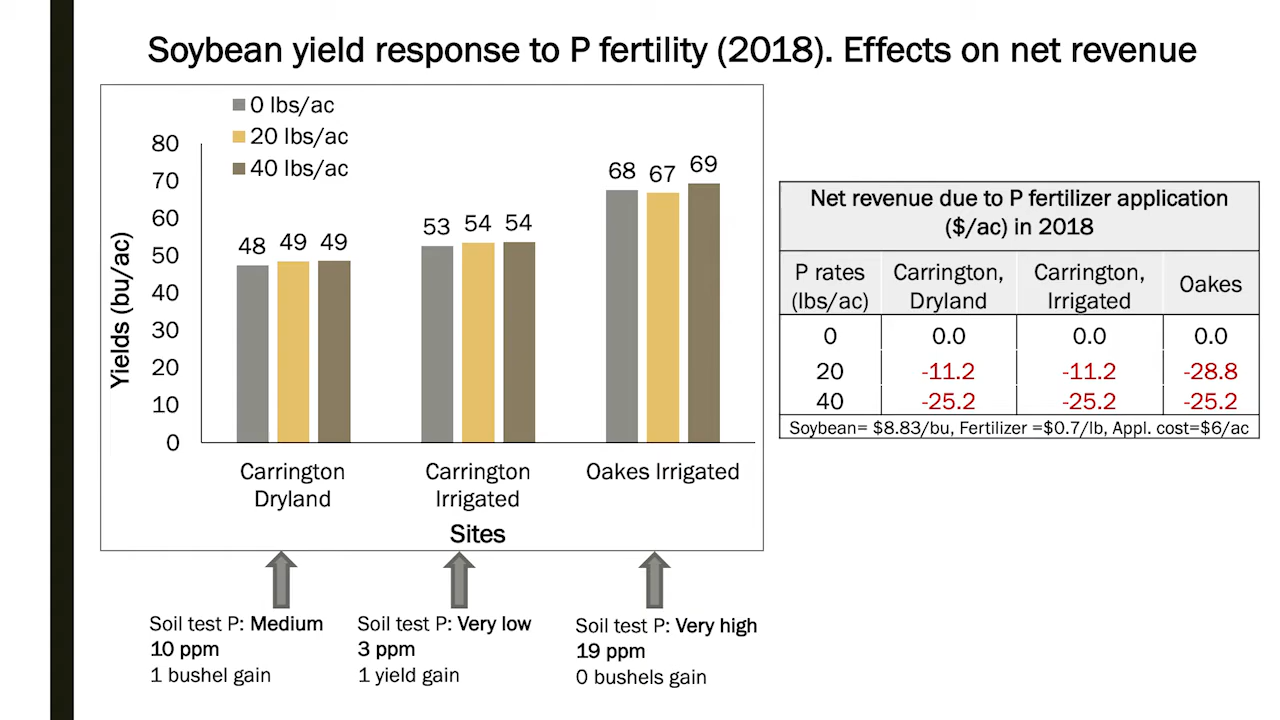 Soybean yield response to P fertility (2018). Effects on net revenue
0 lbs/ac
20 lbs/ac
40 lbs/ac
Yields (bu/ac)
80
70
60
50
40
30
20
10
0
48 49 49
53 54 54
68 67 69
Carrington
Dryland
Carrington
Irrigated
Oakes Irrigated
Sites
Soil test P: Medium
10 ppm
1 bushel gain
Soil test P: Very low
3 ppm
1 yield gain
Soil test P: Very high
19 ppm
0 bushels gain
Net revenue due to P fertilizer application
($/ac) in 2018
P rates
(lbs/ac)
Carrington,
Dryland
Carrington,
Irrigated
Oakes
0 0.0 0.0 0.0
20 -11.2 -11.2 -28.8
40 -25.2 -25.2 -25.2
Soybean= $8.83/bu, Fertilizer =$0.7/lb, Appl. cost=$6/ac